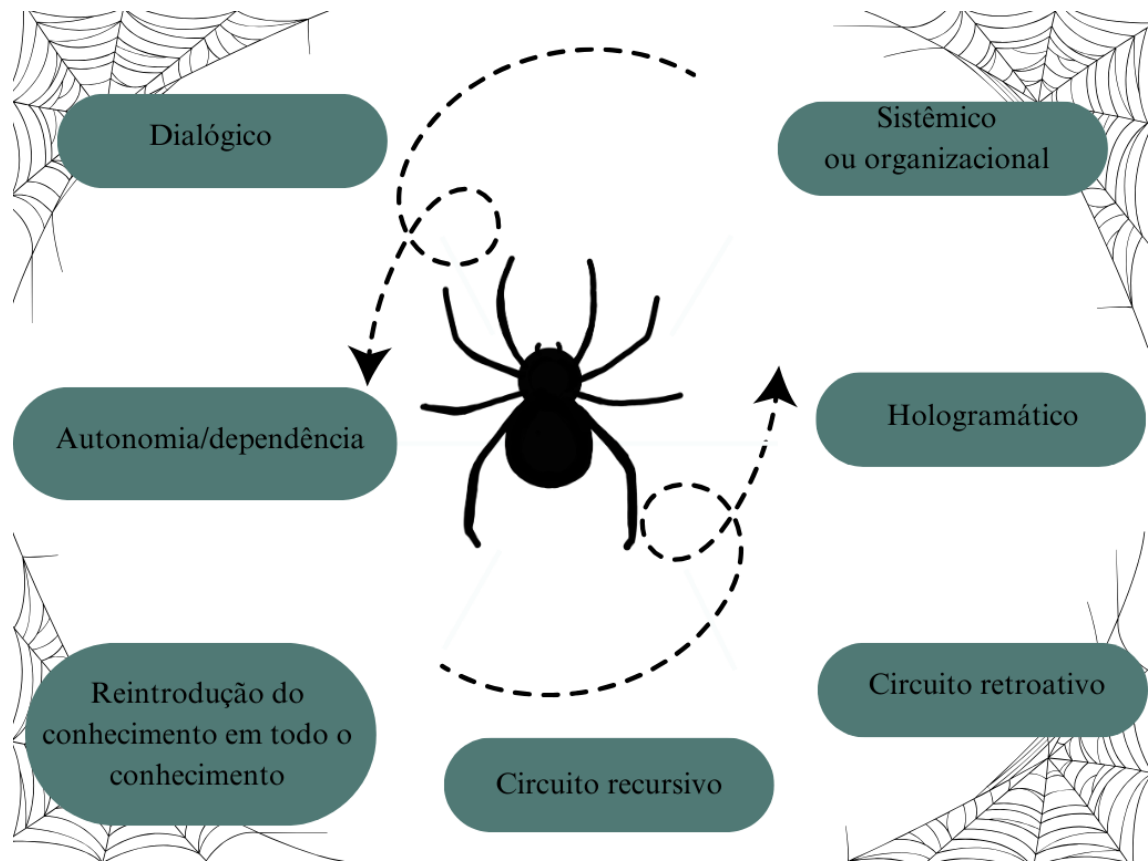 Dialógico
Sistêmico
ou organizacional
Autonomia/dependência
Hologramático
Reintrodução do
conhecimento em todo o
conhecimento
Circuito recursivo
Circuito retroativo